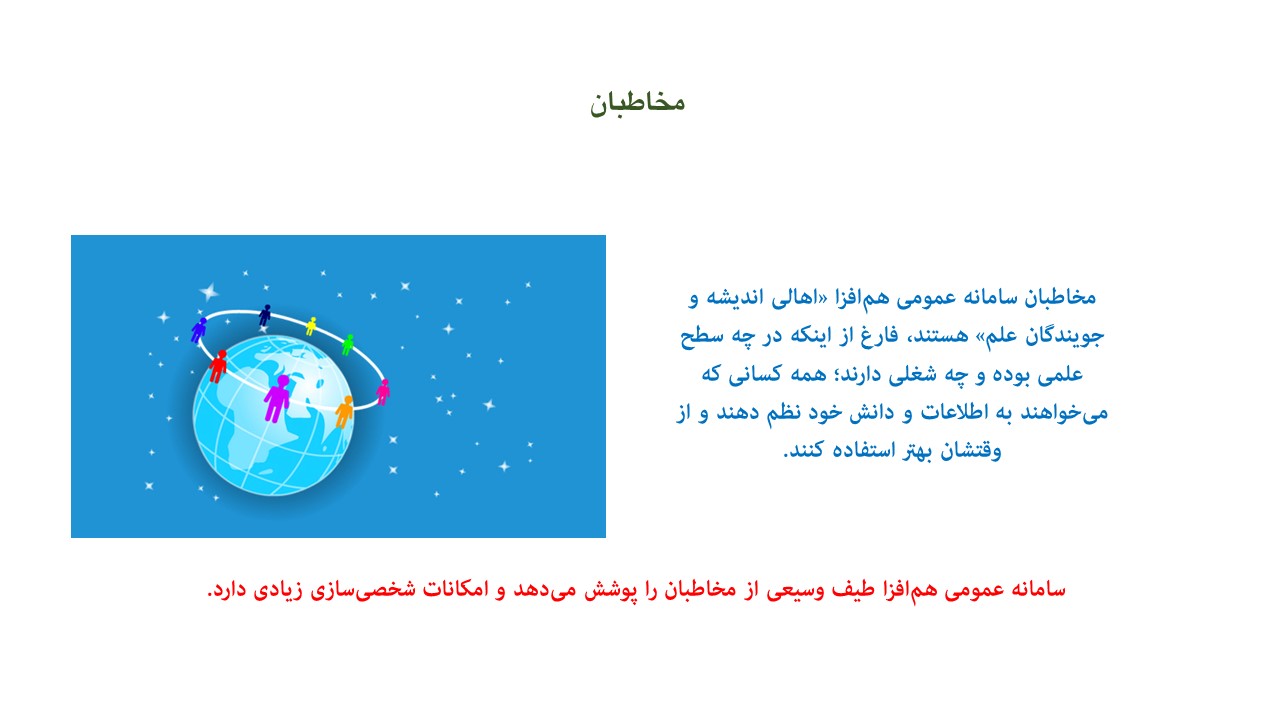 مخاطبان
مخاطبان سامانه عمومی هم‌افزا «اهالی اندیشه و
جویندگان علم» هستند، فارغ از اینکه در چه سطح
علمی بوده و چه شغلی دارند؛ همه کسانی که
می‌خواهند به اطلاعات و دانش خود نظم دهند و از
وقتشان بهتر استفاده کنند.
سامانه عمومی هم‌افزا طیف وسیعی از مخاطبان را پوشش می‌دهد و امکانات شخصی‌سازی زیادی دارد.